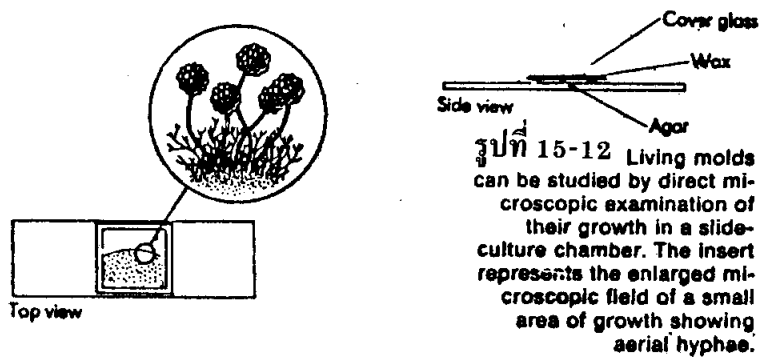 Cover glass
Wax
Side view
Agar
รูปที่ 15-12 Living molds
can be studied by direct mi-
croscopic examination of
their growth in a slide-
culture chamber. The insert
represents the enlarged mi-
croscopic field of a small
area of growth showing
aerial hyphae.
Top view